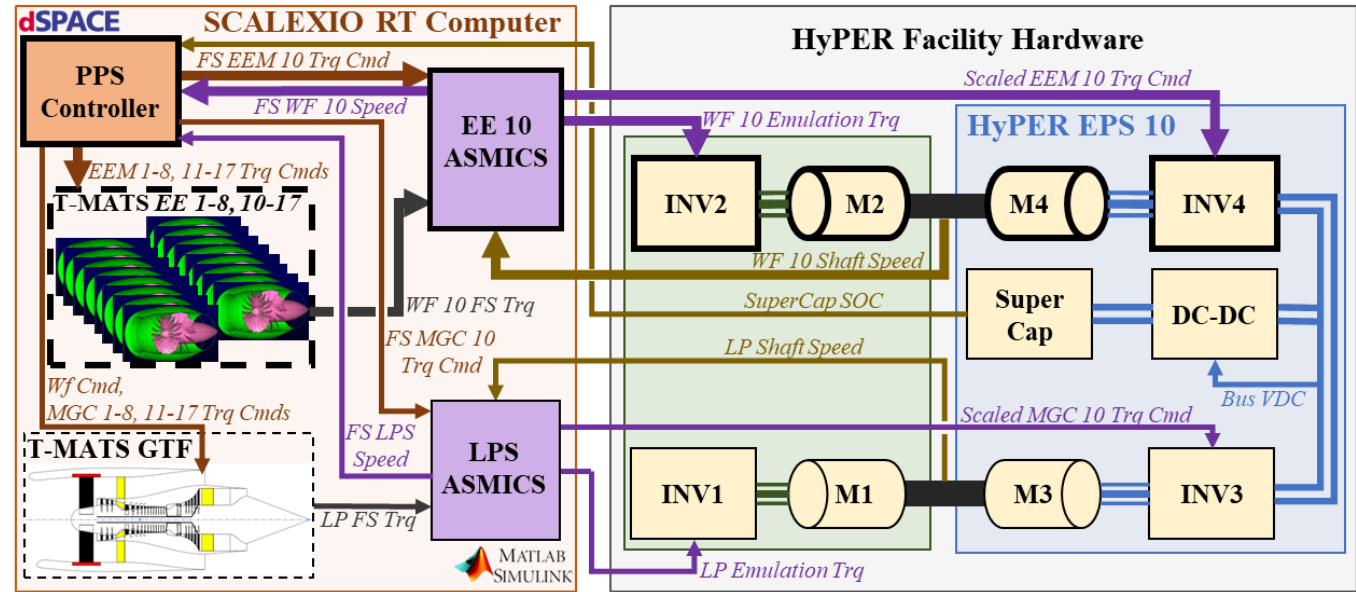 dSPACE
SCALEXIO RT Computer
PPS
Controller
FS EEM 10 Trq Cmd
FS WF 10 Speed
EE 10
ASMICS
EEM 1-8, 11-17 Trq Cmds
T-MATS EE 1-8, 10-17
WF 10 FS Trq
FS MGC 10
Trq Cmd
Wf Cmd,
MGC 1-8, 11-17 Trq Cmds
T-MATS GTF
FS LPS
Speed
LPS
ASMICS
LP FS Trq
MATLAB
SIMULINK
HyPER Facility Hardware
Scaled EEM 10 Trq Cmd
WF 10 Emulation Trq
HyPER EPS 10
INV2
M2
M4
INV4
WF 10 Shaft Speed
SuperCap SOC
Super
Cap
DC-DC
LP Shaft Speed
Bus VDC
Scaled MGC 10 Trq Cmd
INV1
M1
M3
INV3
LP Emulation Trq